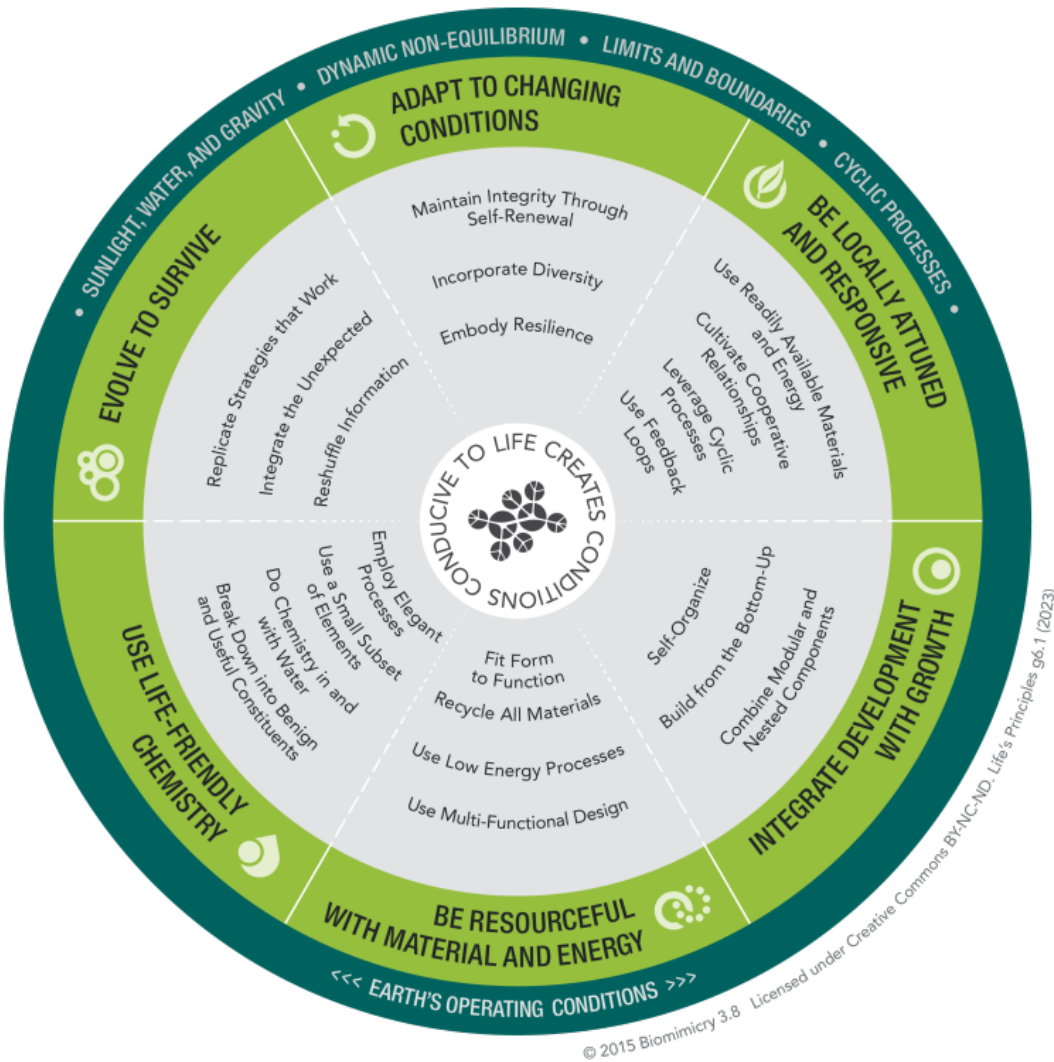 • SUNLIGHT, WATER, AND GRAVITY • DYNAMIC NON-EQUILIBRIUM • LIMITS AND BOUNDARIES • CYCLIC PROCESSES •
ADAPT TO CHANGING
CONDITIONS
Maintain Integrity Through
Self-Renewal
Incorporate Diversity
Embody Resilience
BE LOCALLY ATTUNED
AND RESPONSIVE
Use Readily Available Materials
and Energy
Cultivate Cooperative
Relationships
Leverage Cyclic
Processes
Use Feedback
Loops
INTEGRATE DEVELOPMENT
WITH GROWTH
Self-Organize
Build from the Bottom-Up
Combine Modular and
Nested Components
BE RESOURCEFUL
WITH MATERIAL AND ENERGY
Fit Form
to Function
Recycle All Materials
Use Low Energy Processes
Use Multi-Functional Design
USE LIFE-FRIENDLY
CHEMISTRY
Employ Elegant
Processes
Use a Small Subset
of Elements
Do Chemistry in and
with Water
Break Down into Benign
and Useful Constituents
EVOLVE TO SURVIVE
Replicate Strategies that Work
Integrate the Unexpected
Reshuffle Information
LIFE CREATES CONDITIONS CONDUCIVE TO
<<< EARTH'S OPERATING CONDITIONS >>>
© 2015 Biomimicry 3.8 Licensed under Creative Commons BY-NC-ND. Life's Principles g6.1 (2023)